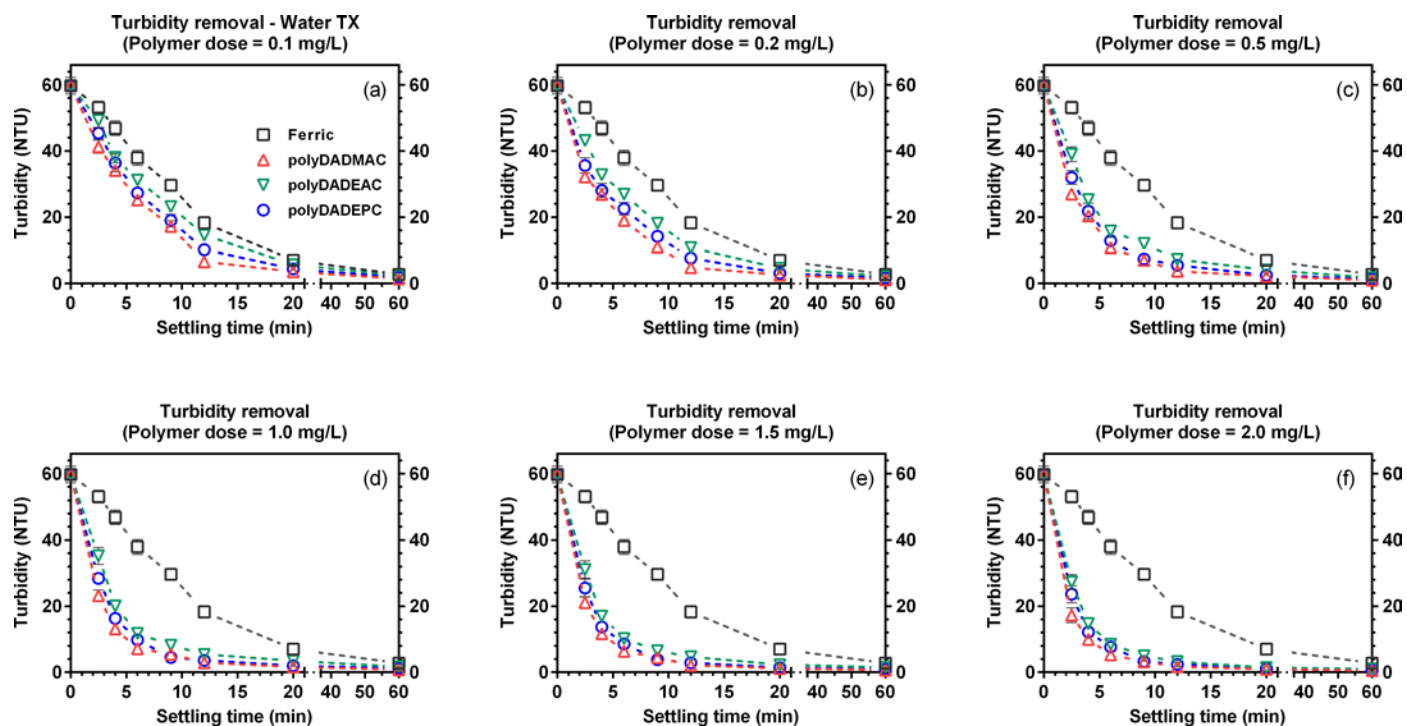 Turbidity removal - Water TX
(Polymer dose = 0.1 mg/L)
60
40
20
0
Turbidity (NTU)
(a)
Ferric
polyDADMAC
polyDADEAC
polyDADEPC
60
40
20
0
0 5 10 15 20 40 60
Settling time (min)
Turbidity removal
(Polymer dose = 0.2 mg/L)
60
40
20
0
Turbidity (NTU)
(b)
60
40
20
0
0 5 10 15 20 40 60
Settling time (min)
Turbidity removal
(Polymer dose = 0.5 mg/L)
60
40
20
0
Turbidity (NTU)
(c)
60
40
20
0
0 5 10 15 20 40 60
Settling time (min)
Turbidity removal
(Polymer dose = 1.0 mg/L)
60
40
20
0
Turbidity (NTU)
(d)
60
40
20
0
0 5 10 15 20 40 60
Settling time (min)
Turbidity removal
(Polymer dose = 1.5 mg/L)
60
40
20
0
Turbidity (NTU)
(e)
60
40
20
0
0 5 10 15 20 40 60
Settling time (min)
Turbidity removal
(Polymer dose = 2.0 mg/L)
60
40
20
0
Turbidity (NTU)
(f)
60
40
20
0
0 5 10 15 20 40 60
Settling time (min)